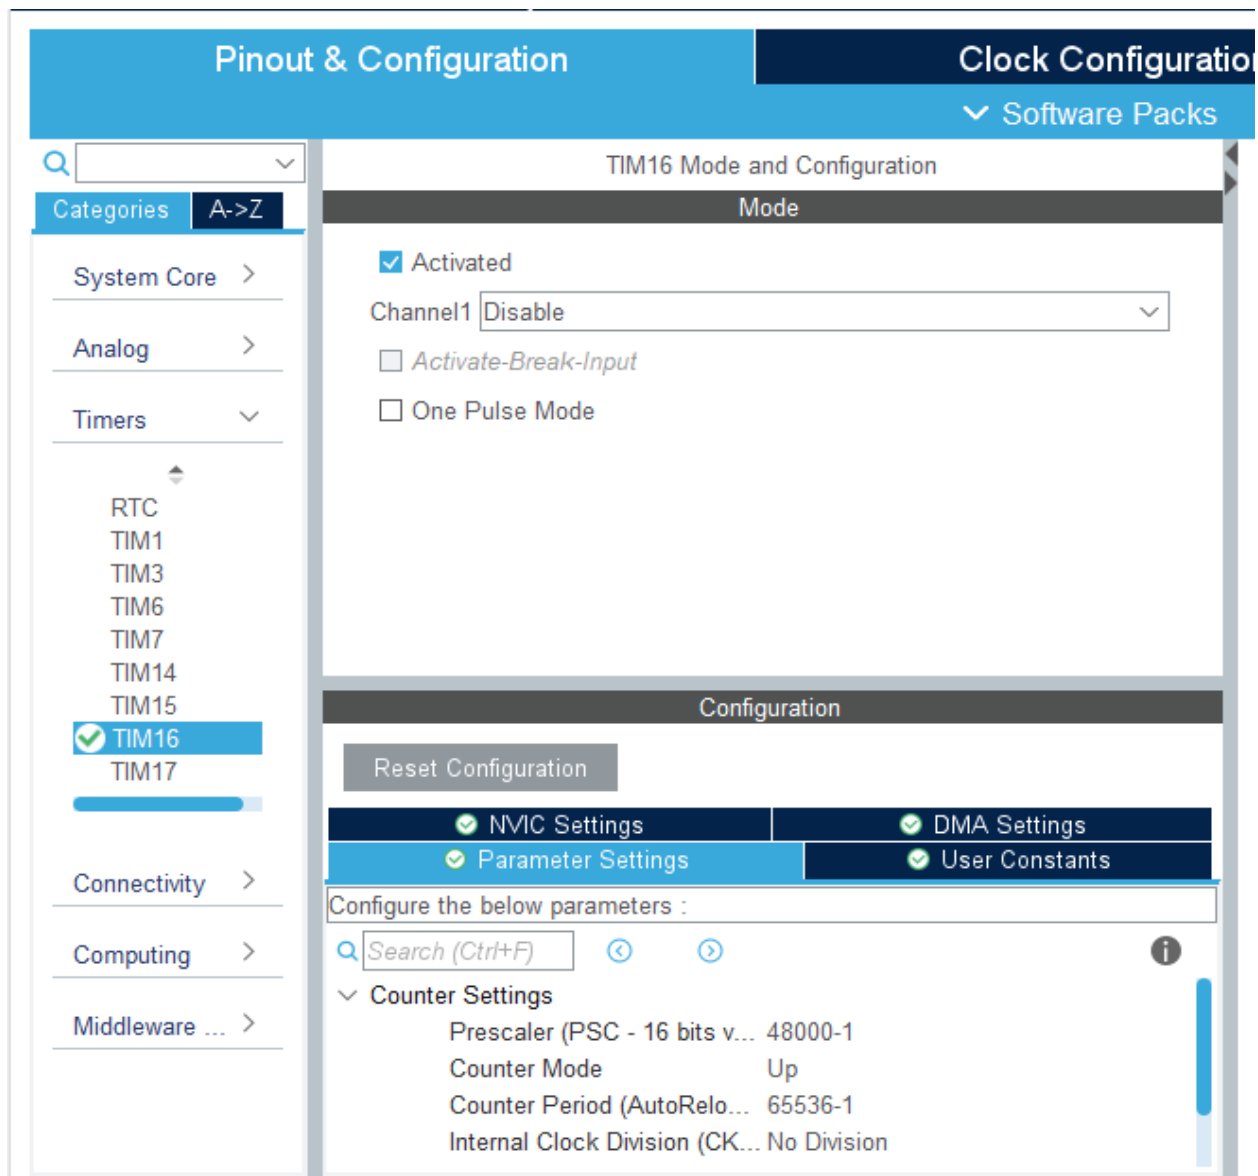 Pinout & Configuration
Clock Configuration
Software Packs
TIM16 Mode and Configuration
Categories
A->Z
Mode
System Core
Activated
Channel1 Disable
Analog
Activate-Break-Input
Timers
One Pulse Mode
RTC
TIM1
TIM3
TIM6
TIM7
TIM14
TIM15
TIM16
TIM17
Configuration
Reset Configuration
NVIC Settings
DMA Settings
Parameter Settings
User Constants
Connectivity
Configure the below parameters :
Computing
Search (Ctrl+F)
Counter Settings
Middleware ...
Prescaler (PSC - 16 bits v... 48000-1
Counter Mode Up
Counter Period (AutoRelo... 65536-1
Internal Clock Division (CK... No Division